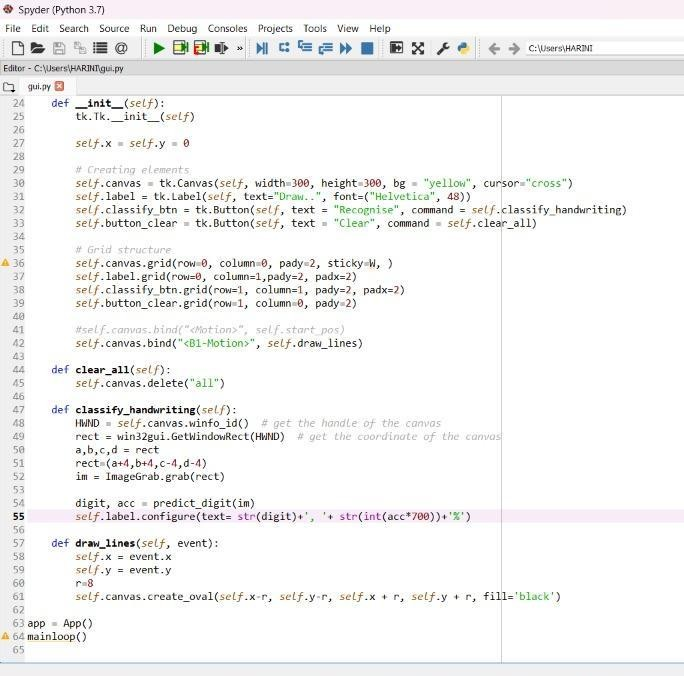 Spyder (Python 3.7)
File Edit Search Source Run Debug Consoles Projects Tools View Help
C:\Users\HARINI
Editor - C:\Users\HARINI\gui.py
gui.py
24 def __init__(self):
25 tk.Tk.__init__(self)
26
27 self.x = self.y = 0
28
29 # Creating elements
30 self.canvas = tk.Canvas(self, width=300, height=300, bg = "yellow", cursor="cross")
31 self.label = tk.Label(self, text="Draw..", font=("Helvetica", 48))
32 self.classify_btn = tk.Button(self, text = "Recognise", command = self.classify_handwriting)
33 self.button_clear = tk.Button(self, text = "Clear", command = self.clear_all)
34
35 # Grid structure
36 self.canvas.grid(row=0, column=0, pady=2, sticky=W, )
37 self.label.grid(row=0, column=1,pady=2, padx=2)
38 self.classify_btn.grid(row=1, column=1, pady=2, padx=2)
39 self.button_clear.grid(row=1, column=0, pady=2)
40
41 #self.canvas.bind("<Motion>", self.start_pos)
42 self.canvas.bind("<B1-Motion>", self.draw_lines)
43
44 def clear_all(self):
45 self.canvas.delete("all")
46
47 def classify_handwriting(self):
48 HWND = self.canvas.winfo_id() # get the handle of the canvas
49 rect = win32gui.GetWindowRect(HWND) # get the coordinate of the canvas
50 a,b,c,d = rect
51 rect=(a+4,b+4,c-4,d-4)
52 im = ImageGrab.grab(rect)
53
54 digit, acc = predict_digit(im)
55 self.label.configure(text= str(digit)+', '+ str(int(acc*700))+'%')
56
57 def draw_lines(self, event):
58 self.x = event.x
59 self.y = event.y
60 r=8
61 self.canvas.create_oval(self.x-r, self.y-r, self.x + r, self.y + r, fill='black')
62
63 app = App()
64 mainloop()
65